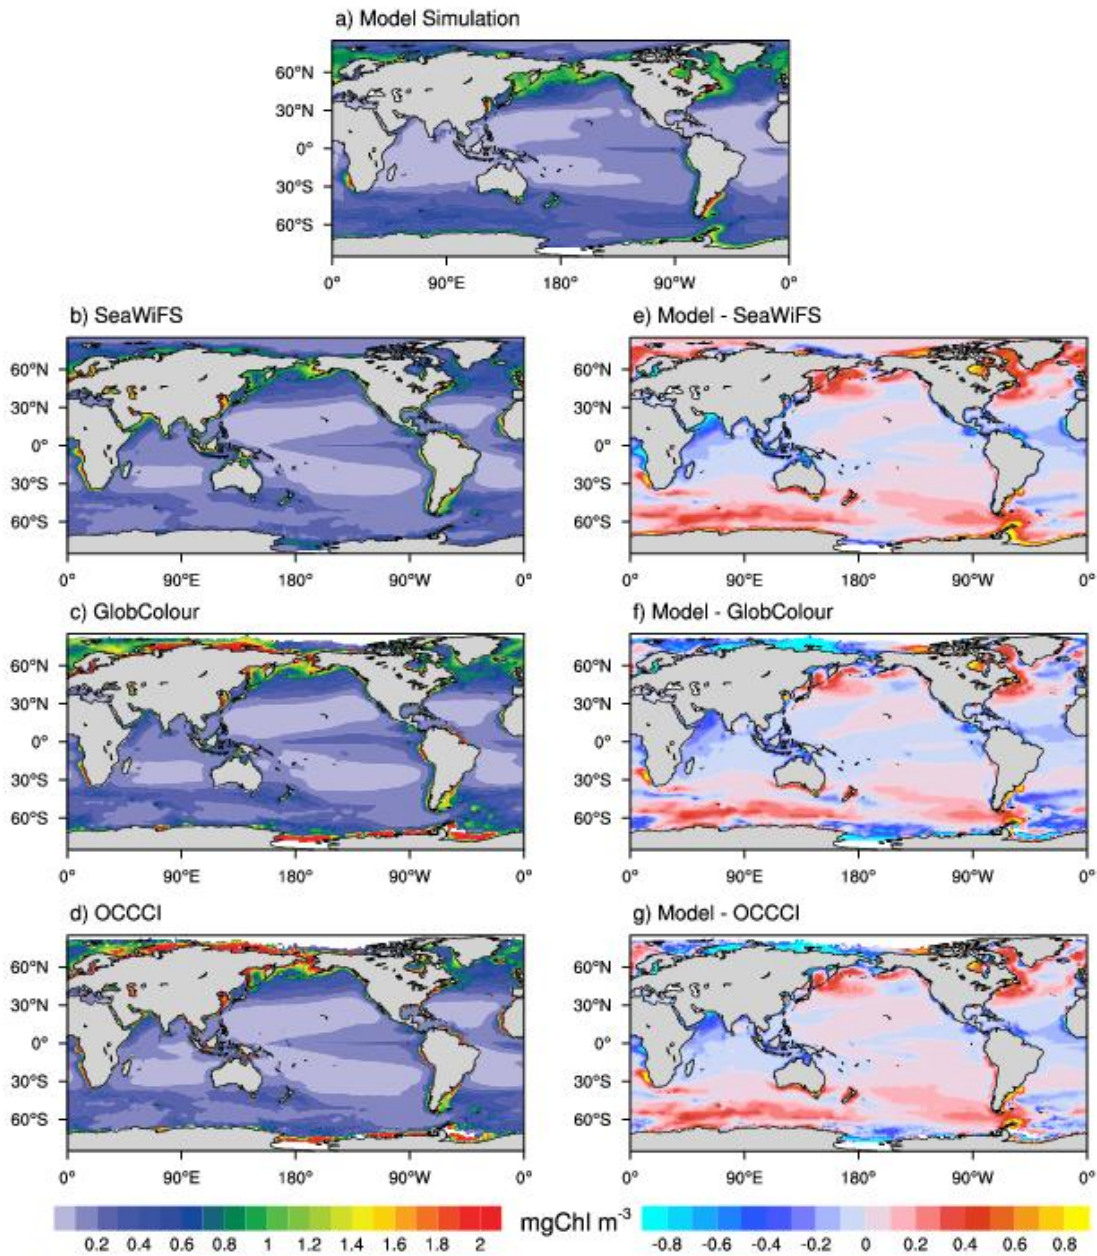 a) Model Simulation
60°N
30°N
0°
30°S
60°S
0° 90°E 180° 90°W 0°
b) SeaWiFS
60°N
30°N
0°
30°S
60°S
0° 90°E 180° 90°W 0°
e) Model - SeaWiFS
60°N
30°N
0°
30°S
60°S
0° 90°E 180° 90°W 0°
c) GlobColour
60°N
30°N
0°
30°S
60°S
0° 90°E 180° 90°W 0°
f) Model - GlobColour
60°N
30°N
0°
30°S
60°S
0° 90°E 180° 90°W 0°
d) OCCCI
60°N
30°N
0°
30°S
60°S
0° 90°E 180° 90°W 0°
g) Model - OCCCI
60°N
30°N
0°
30°S
60°S
0° 90°E 180° 90°W 0°
0.2 0.4 0.6 0.8 1 1.2 1.4 1.6 1.8 2
mgChl m⁻³
-0.8 -0.6 -0.4 -0.2 0 0.2 0.4 0.6 0.8